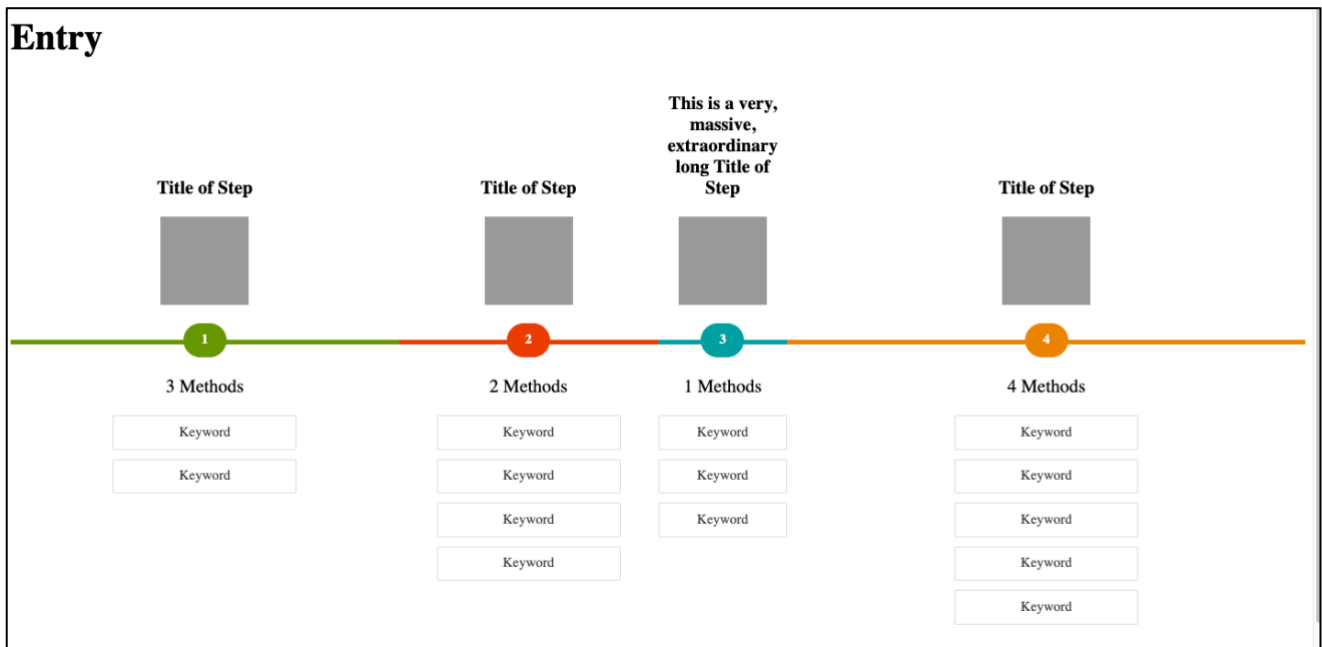 Entry
This is a very,
massive,
extraordinary
long Title of
Step
Title of Step
Title of Step
Title of Step
1
2
3
4
3 Methods
2 Methods
1 Methods
4 Methods
Keyword
Keyword
Keyword
Keyword
Keyword
Keyword
Keyword
Keyword
Keyword
Keyword
Keyword
Keyword
Keyword
Keyword